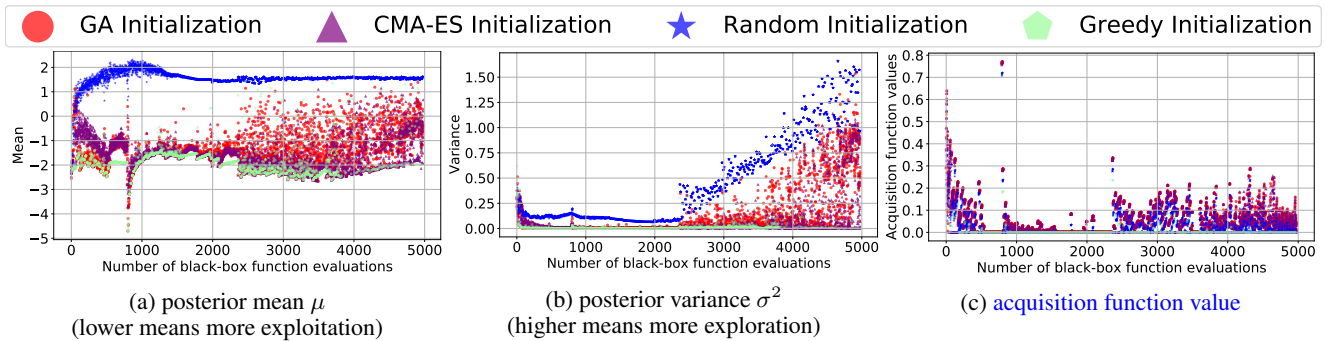 GA Initialization CMA-ES Initialization Random Initialization Greedy Initialization
2
1
0
−1
−2
−3
−4
−5
Mean
0 1000 2000 3000 4000 5000
Number of black-box function evaluations
(a) posterior mean μ
(lower means more exploitation)
1.50
1.25
1.00
0.75
0.50
0.25
0.00
Variance
0 1000 2000 3000 4000 5000
Number of black-box function evaluations
(b) posterior variance σ²
(higher means more exploration)
0.8
0.7
0.6
0.5
0.4
0.3
0.2
0.1
0.0
Acquisition function values
0 1000 2000 3000 4000 5000
Number of black-box function evaluations
(c) acquisition function value